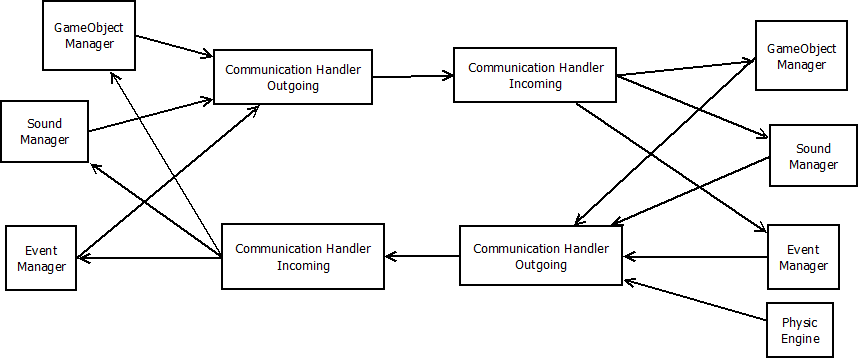 GameObject
Manager
Communication Handler
Outgoing
Communication Handler
Incoming
GameObject
Manager
Sound
Manager
Sound
Manager
Event
Manager
Communication Handler
Incoming
Communication Handler
Outgoing
Event
Manager
Physic
Engine